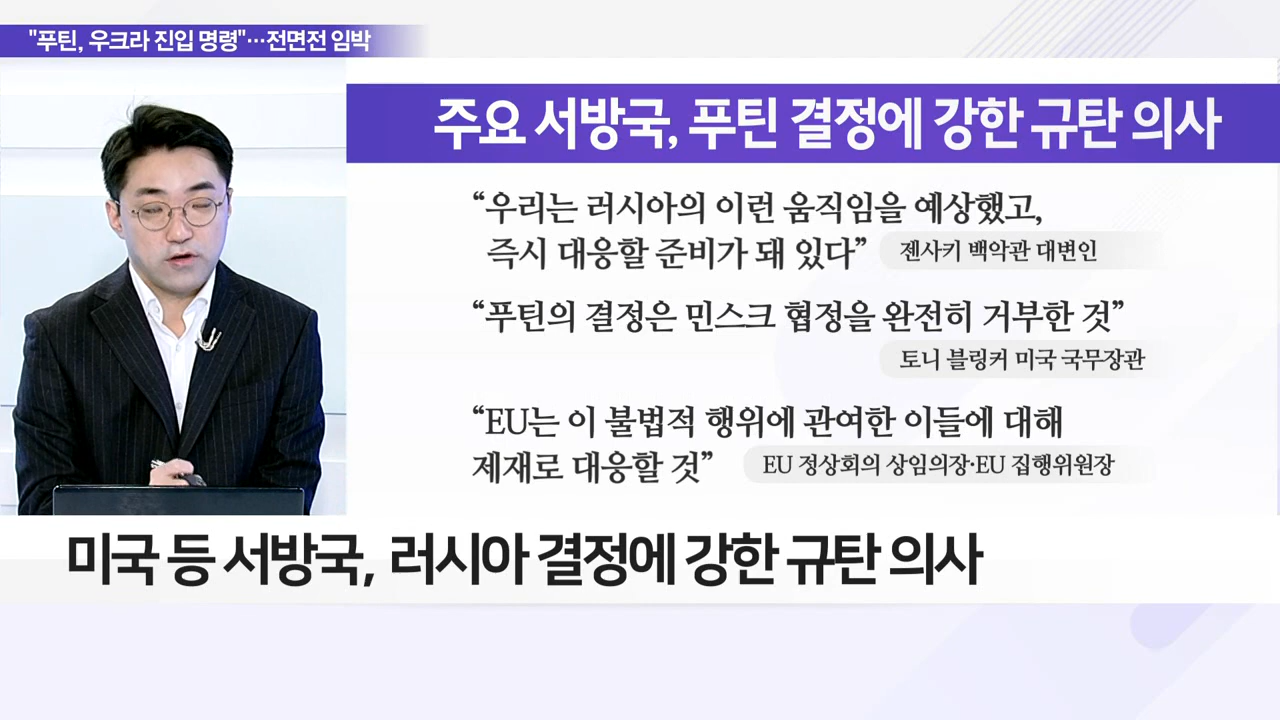 "푸틴, 우크라 진입 명령"…전면전 임박
주요 서방국, 푸틴 결정에 강한 규탄 의사
“우리는 러시아의 이런 움직임을 예상했고,
즉시 대응할 준비가 돼 있다” 젠사키 백악관 대변인
“푸틴의 결정은 민스크 협정을 완전히 거부한 것”
토니 블링커 미국 국무장관
“EU는 이 불법적 행위에 관여한 이들에 대해
제재로 대응할 것” EU 정상회의 상임의장·EU 집행위원장
미국 등 서방국, 러시아 결정에 강한 규탄 의사